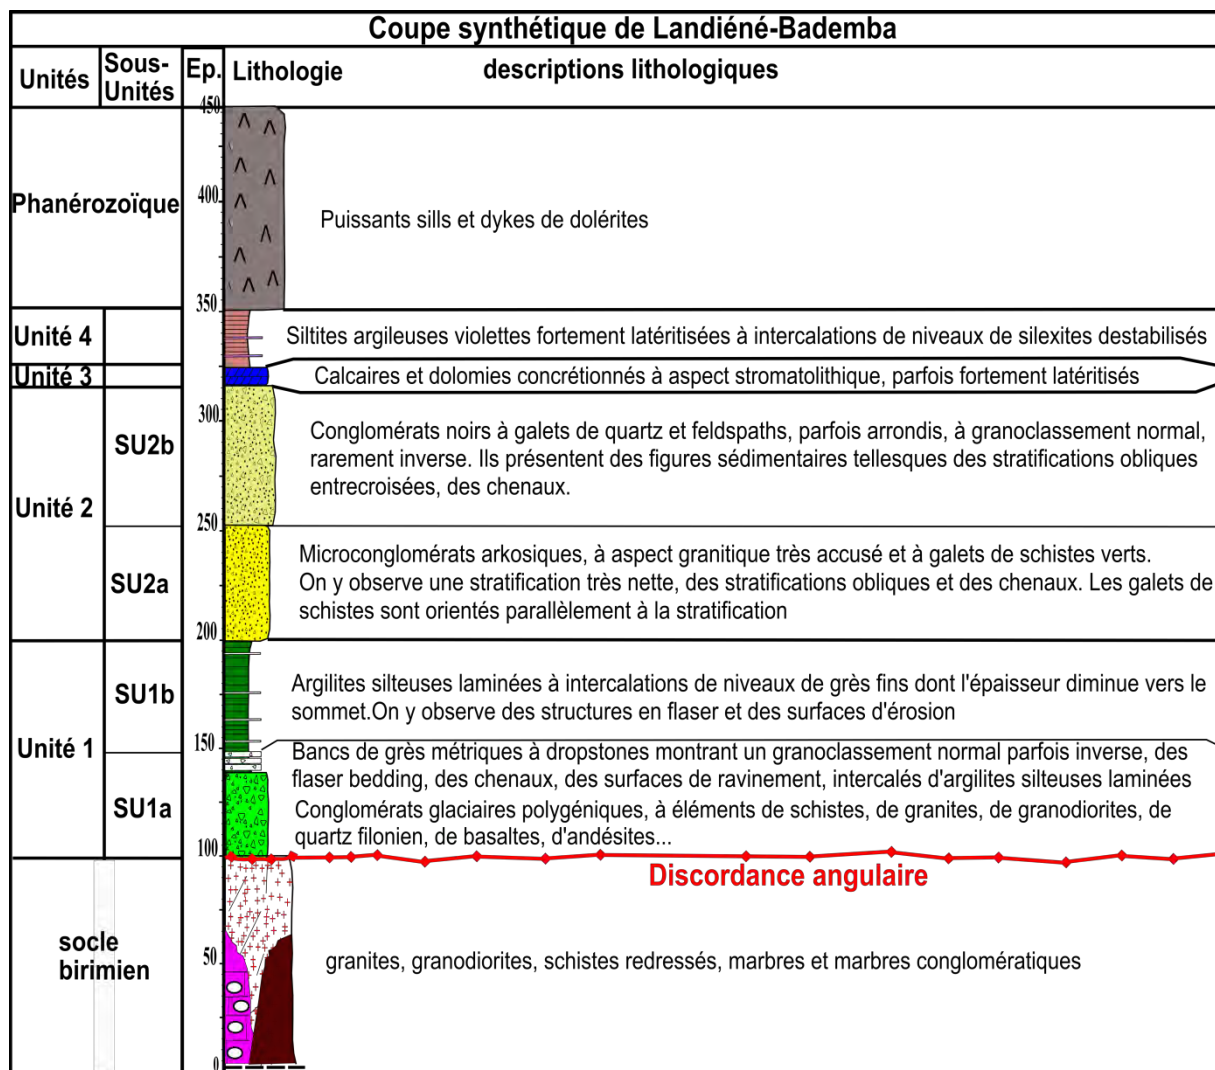 Coupe synthétique de Landiéné-Bademba
Unités
Sous-
Unités
Ep.
Lithologie
descriptions lithologiques
450
Phanérozoïque
400
Puissants sills et dykes de dolérites
350
Unité 4
Siltites argileuses violettes fortement latéritisées à intercalations de niveaux de silexites destabilisés
Unité 3
Calcaires et dolomies concrétionnés à aspect stromatolithique, parfois fortement latéritisés
300
Unité 2
SU2b
Conglomérats noirs à galets de quartz et feldspaths, parfois arrondis, à granoclassement normal,
rarement inverse. Ils présentent des figures sédimentaires tellesques des stratifications obliques
entrecroisées, des chenaux.
250
SU2a
Microconglomérats arkosiques, à aspect granitique très accusé et à galets de schistes verts.
On y observe une stratification très nette, des stratifications obliques et des chenaux. Les galets de
schistes sont orientés parallèlement à la stratification
200
Unité 1
SU1b
Argilites silteuses laminées à intercalations de niveaux de grès fins dont l'épaisseur diminue vers le
sommet.On y observe des structures en flaser et des surfaces d'érosion
150
SU1a
Bancs de grès métriques à dropstones montrant un granoclassement normal parfois inverse, des
flaser bedding, des chenaux, des surfaces de ravinement, intercalés d'argilites silteuses laminées
Conglomérats glaciaires polygéniques, à éléments de schistes, de granites, de granodiorites, de
quartz filonien, de basaltes, d'andésites...
100
Discordance angulaire
socle
birimien
50
granites, granodiorites, schistes redressés, marbres et marbres conglomératiques
0